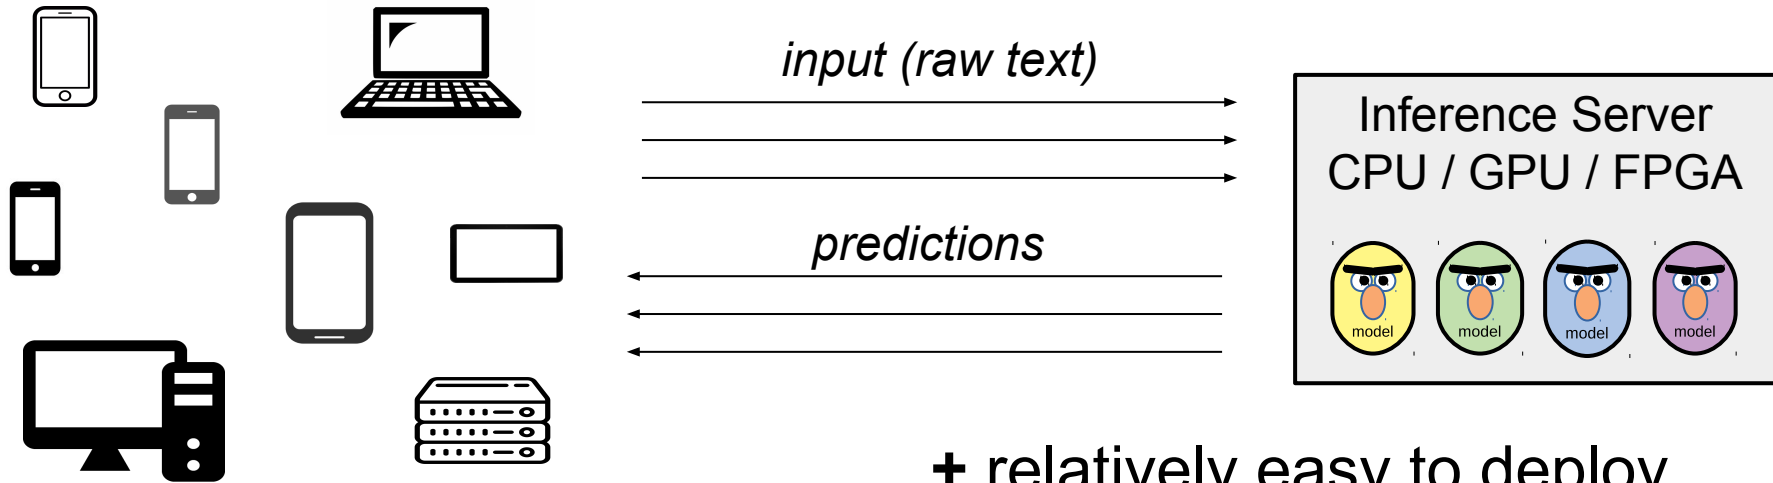 input (raw text)
Inference Server
CPU / GPU / FPGA
predictions
model model model model
+ relatively easy to deploy